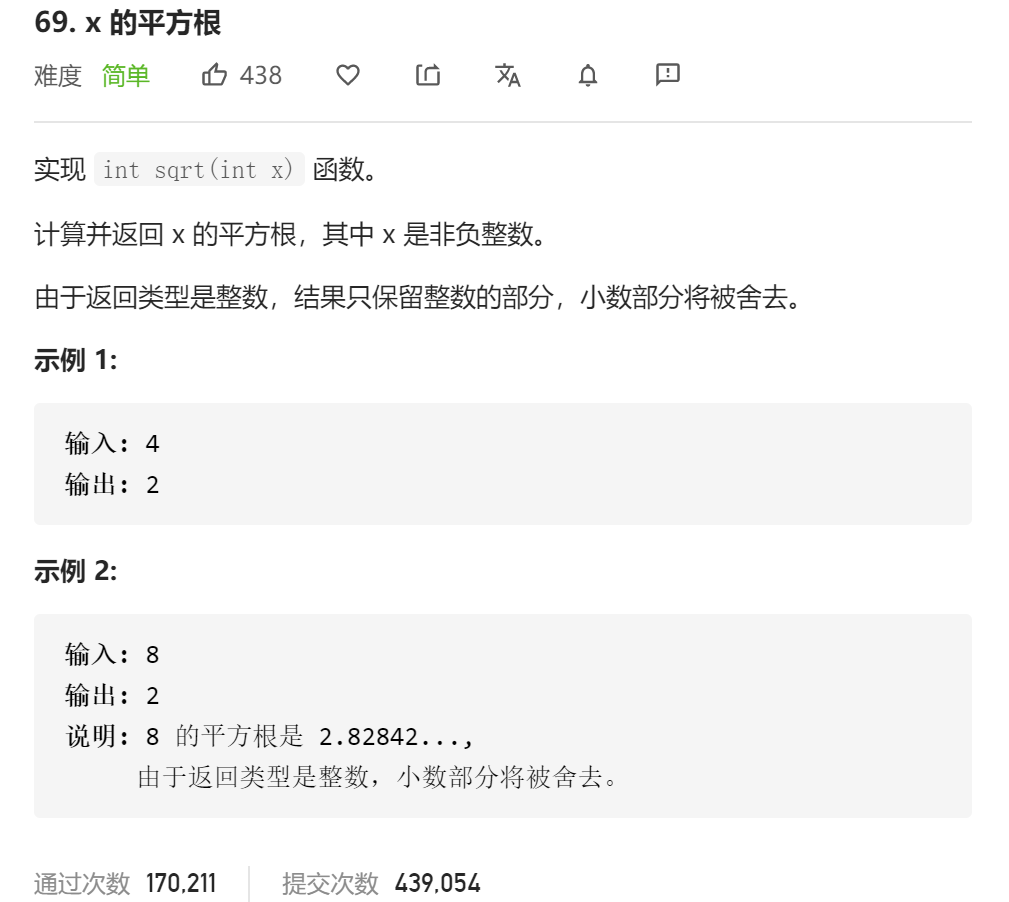 69. x 的平方根
难度 简单 438
实现 int sqrt(int x) 函数。
计算并返回 x 的平方根，其中 x 是非负整数。
由于返回类型是整数，结果只保留整数的部分，小数部分将被舍去。
示例 1:
输入: 4
输出: 2
示例 2:
输入: 8
输出: 2
说明: 8 的平方根是 2.82842...,
由于返回类型是整数，小数部分将被舍去。
通过次数 170,211 提交次数 439,054